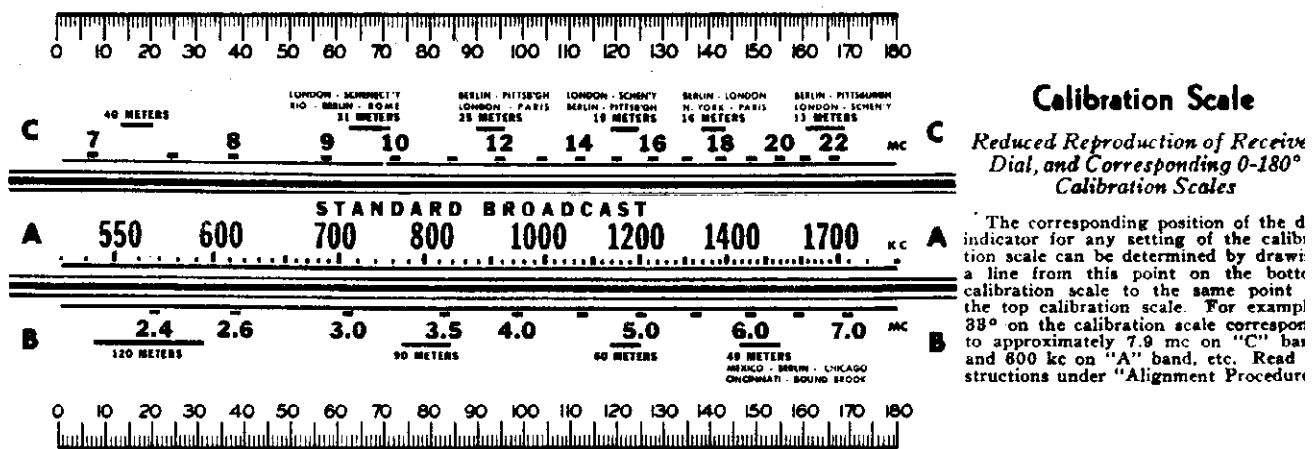 0 10 20 30 40 50 60 70 80 90 100 110 120 130 140 150 160 170 180
LONDON - SCHENECT'Y BERLIN - PITTSB'GH LONDON - SCHEN'Y BERLIN - LONDON BERLIN - PITTSBURGH
RIO - BERLIN - ROME LONDON - PARIS BERLIN - PITTSB'GH N. YORK - PARIS LONDON - SCHEN'Y
40 METERS 31 METERS 25 METERS 19 METERS 16 METERS 13 METERS
C 7 8 9 10 12 14 16 18 20 22 MC C
STANDARD BROADCAST
A 550 600 700 800 1000 1200 1400 1700 KC A
B 2.4 2.6 3.0 3.5 4.0 5.0 6.0 7.0 MC B
120 METERS 90 METERS 60 METERS 49 METERS
MEXICO - BERLIN - CHICAGO
CINCINNATI - BOUND BROOK
0 10 20 30 40 50 60 70 80 90 100 110 120 130 140 150 160 170 180
Calibration Scale
Reduced Reproduction of Receive
Dial, and Corresponding 0-180°
Calibration Scales
The corresponding position of the d
indicator for any setting of the calibr
tion scale can be determined by drawi
a line from this point on the botto
calibration scale to the same point
the top calibration scale. For exampl
38° on the calibration scale correspon
to approximately 7.9 mc on "C" ban
and 600 kc on "A" band, etc. Read
structions under "Alignment Procedure